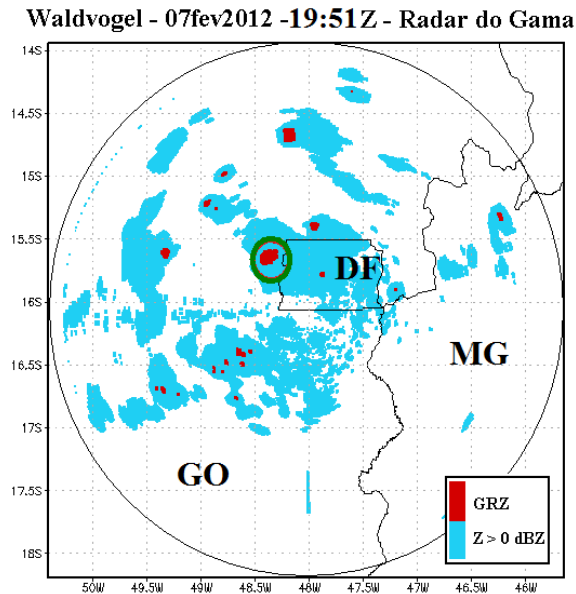 Waldvogel - 07fev2012 -19:51Z - Radar do Gama
14S
14.5S
15S
15.5S
16S
16.5S
17S
17.5S
18S
DF
MG
GO
GRZ
Z > 0 dBZ
50W 49.5W 49W 48.5W 48W 47.5W 47W 46.5W 46W